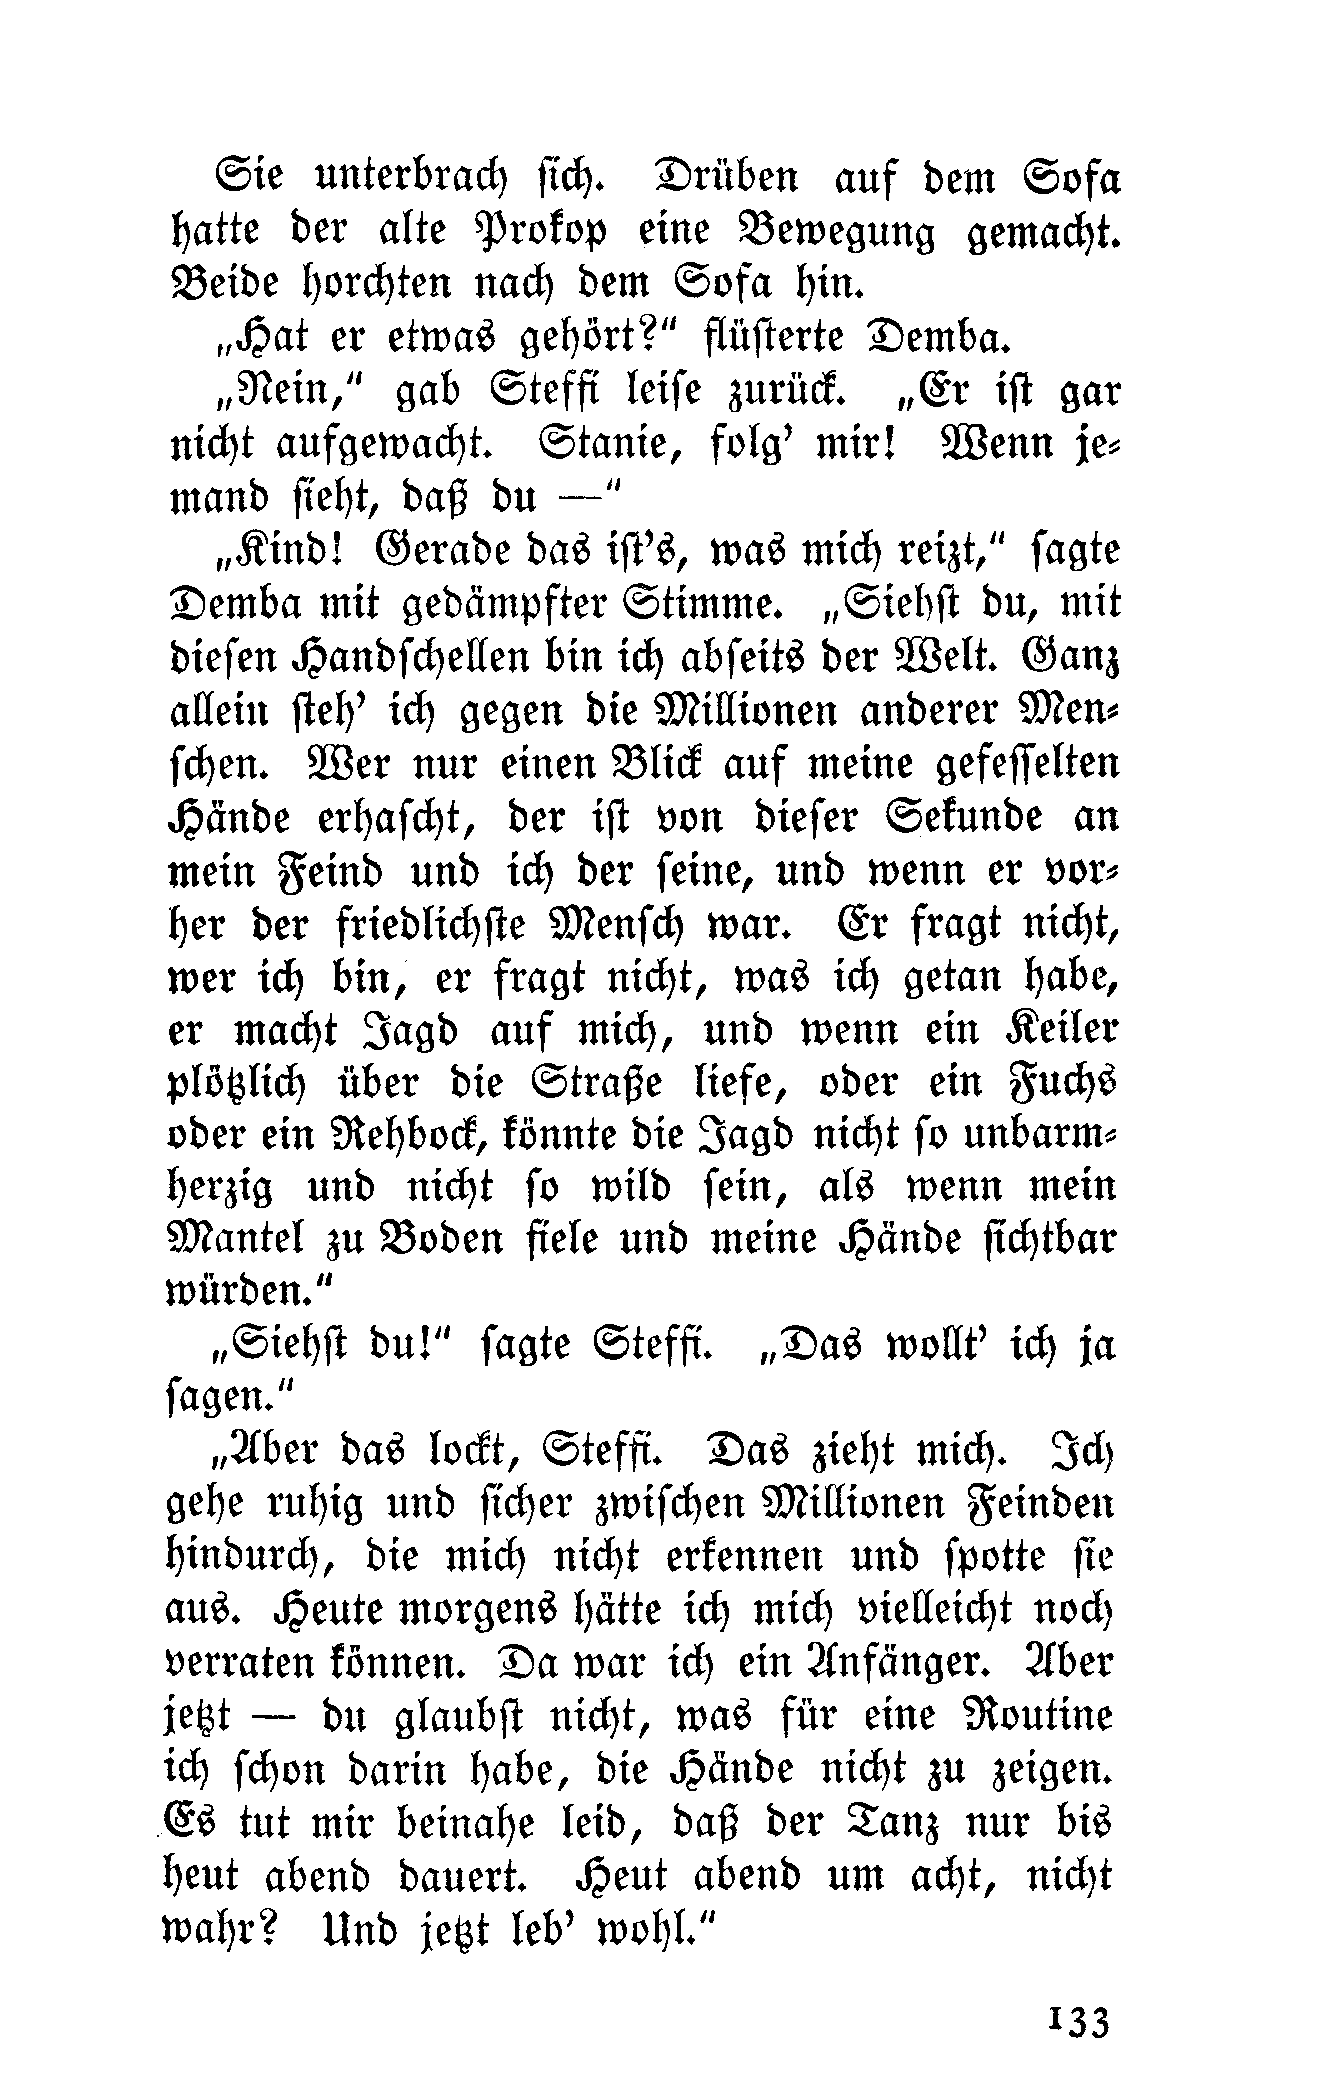 Sie unterbrach sich. Drüben auf dem Sofa
hatte der alte Prokop eine Bewegung gemacht.
Beide horchten nach dem Sofa hin.
„Hat er etwas gehört?“ flüsterte Demba.
„Nein,“ gab Steffi leise zurück. „Er ist gar
nicht aufgewacht. Stanie, folg’ mir! Wenn je-
mand sieht, daß du —“
„Kind! Gerade das ist’s, was mich reizt,“ sagte
Demba mit gedämpfter Stimme. „Siehst du, mit
diesen Handschellen bin ich abseits der Welt. Ganz
allein steh’ ich gegen die Millionen anderer Men-
schen. Wer nur einen Blick auf meine gefesselten
Hände erhascht, der ist von dieser Sekunde an
mein Feind und ich der seine, und wenn er vor-
her der friedlichste Mensch war. Er fragt nicht,
wer ich bin, er fragt nicht, was ich getan habe,
er macht Jagd auf mich, und wenn ein Keiler
plötzlich über die Straße liefe, oder ein Fuchs
oder ein Rehbock, könnte die Jagd nicht so unbarm-
herzig und nicht so wild sein, als wenn mein
Mantel zu Boden fiele und meine Hände sichtbar
würden.“
„Siehst du!“ sagte Steffi. „Das wollt’ ich ja
sagen.“
„Aber das lockt, Steffi. Das zieht mich. Ich
gehe ruhig und sicher zwischen Millionen Feinden
hindurch, die mich nicht erkennen und spotte sie
aus. Heute morgens hätte ich mich vielleicht noch
verraten können. Da war ich ein Anfänger. Aber
jetzt — du glaubst nicht, was für eine Routine
ich schon darin habe, die Hände nicht zu zeigen.
Es tut mir beinahe leid, daß der Tanz nur bis
heut abend dauert. Heut abend um acht, nicht
wahr? Und jetzt leb’ wohl.“
133